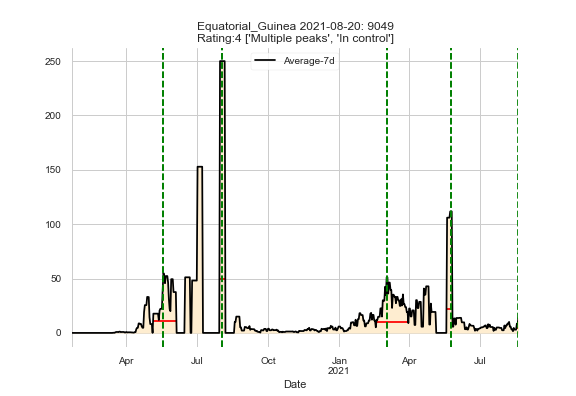 Equatorial_Guinea 2021-08-20: 9049
Rating:4 ['Multiple peaks', 'In control']
Average-7d
250
200
150
100
50
0
Apr
Jul
Oct
Jan
2021
Apr
Jul
Date